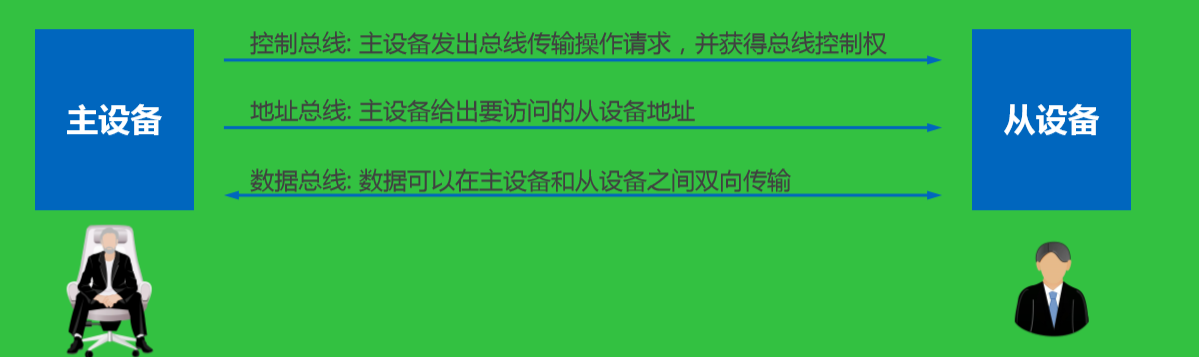 控制总线: 主设备发出总线传输操作请求，并获得总线控制权
主设备
地址总线: 主设备给出要访问的从设备地址
从设备
数据总线: 数据可以在主设备和从设备之间双向传输